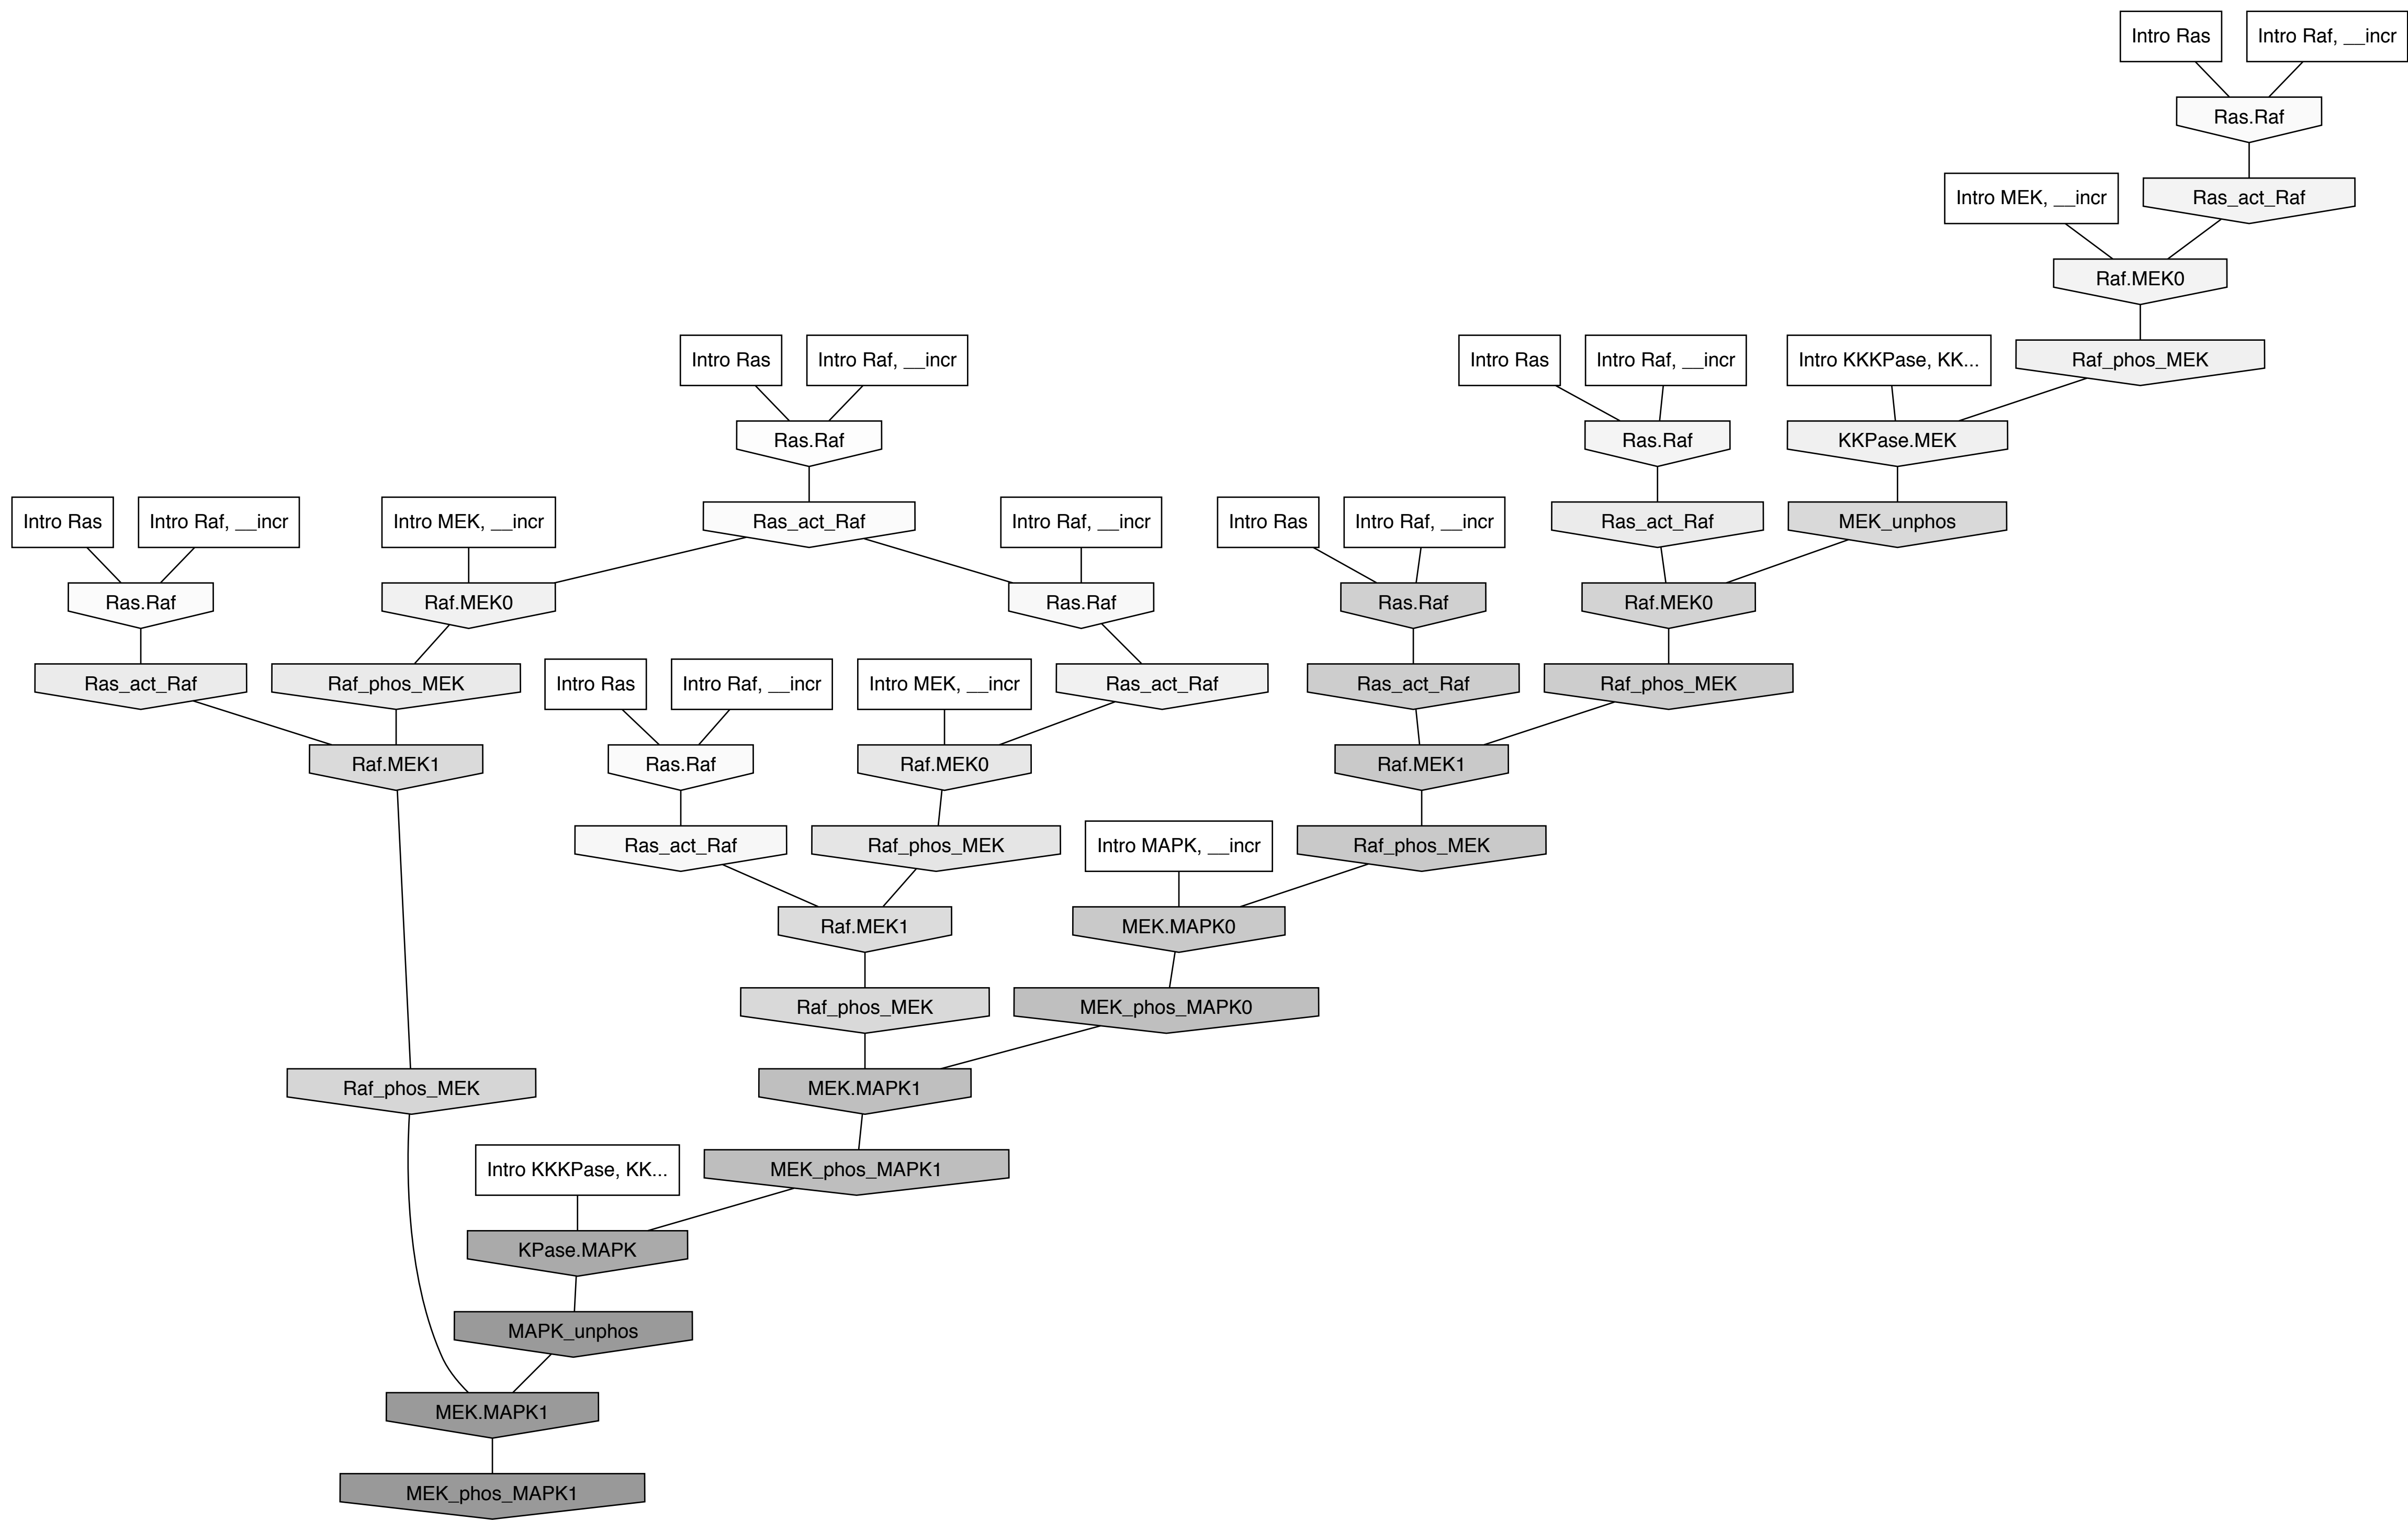 Intro Ras
Intro Raf, __incr
Ras.Raf
Intro MEK, __incr
Ras_act_Raf
Raf.MEK0
Intro Ras
Intro Raf, __incr
Intro Ras
Intro Raf, __incr
Intro KKKPase, KK...
Raf_phos_MEK
Ras.Raf
Ras.Raf
KKPase.MEK
Intro Ras
Intro Raf, __incr
Intro MEK, __incr
Ras_act_Raf
Intro Raf, __incr
Intro Ras
Intro Raf, __incr
Ras_act_Raf
MEK_unphos
Ras.Raf
Raf.MEK0
Ras.Raf
Ras.Raf
Raf.MEK0
Ras_act_Raf
Raf_phos_MEK
Intro Ras
Intro Raf, __incr
Intro MEK, __incr
Ras_act_Raf
Ras_act_Raf
Raf_phos_MEK
Raf.MEK1
Ras.Raf
Raf.MEK0
Raf.MEK1
Ras_act_Raf
Raf_phos_MEK
Intro MAPK, __incr
Raf_phos_MEK
Raf.MEK1
MEK.MAPK0
Raf_phos_MEK
MEK_phos_MAPK0
Raf_phos_MEK
MEK.MAPK1
Intro KKKPase, KK...
MEK_phos_MAPK1
KPase.MAPK
MAPK_unphos
MEK.MAPK1
MEK_phos_MAPK1